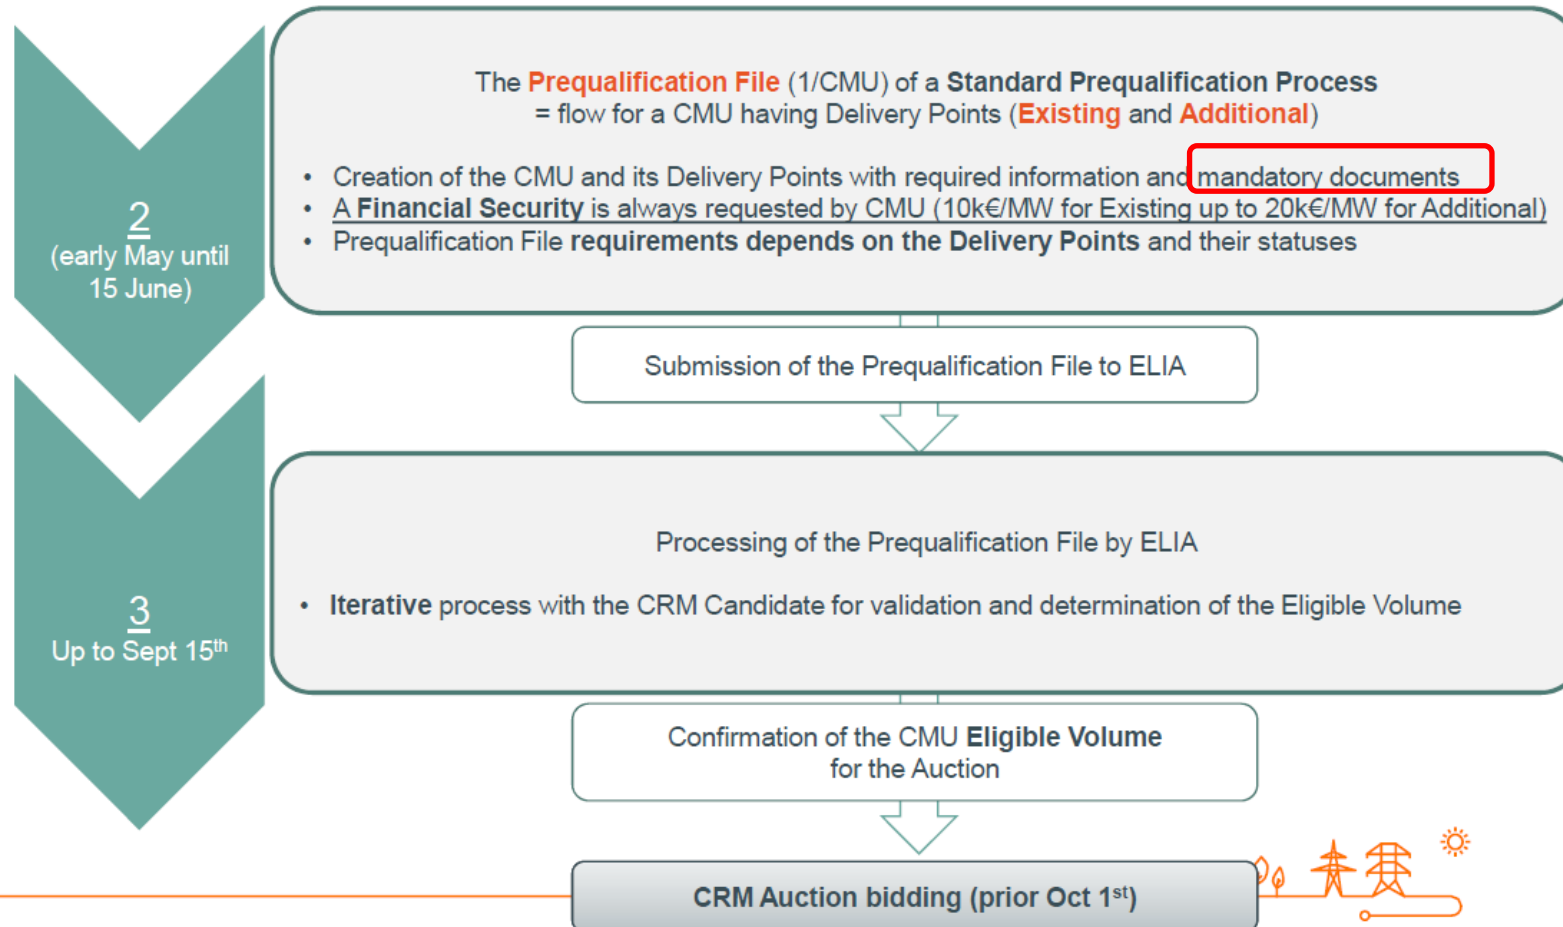 The Prequalification File (1/CMU) of a Standard Prequalification Process
= flow for a CMU having Delivery Points (Existing and Additional)
• Creation of the CMU and its Delivery Points with required information and mandatory documents
• A Financial Security is always requested by CMU (10k€/MW for Existing up to 20k€/MW for Additional)
• Prequalification File requirements depends on the Delivery Points and their statuses
2
(early May until
15 June)
Submission of the Prequalification File to ELIA
Processing of the Prequalification File by ELIA
• Iterative process with the CRM Candidate for validation and determination of the Eligible Volume
3
Up to Sept 15th
Confirmation of the CMU Eligible Volume
for the Auction
CRM Auction bidding (prior Oct 1st)